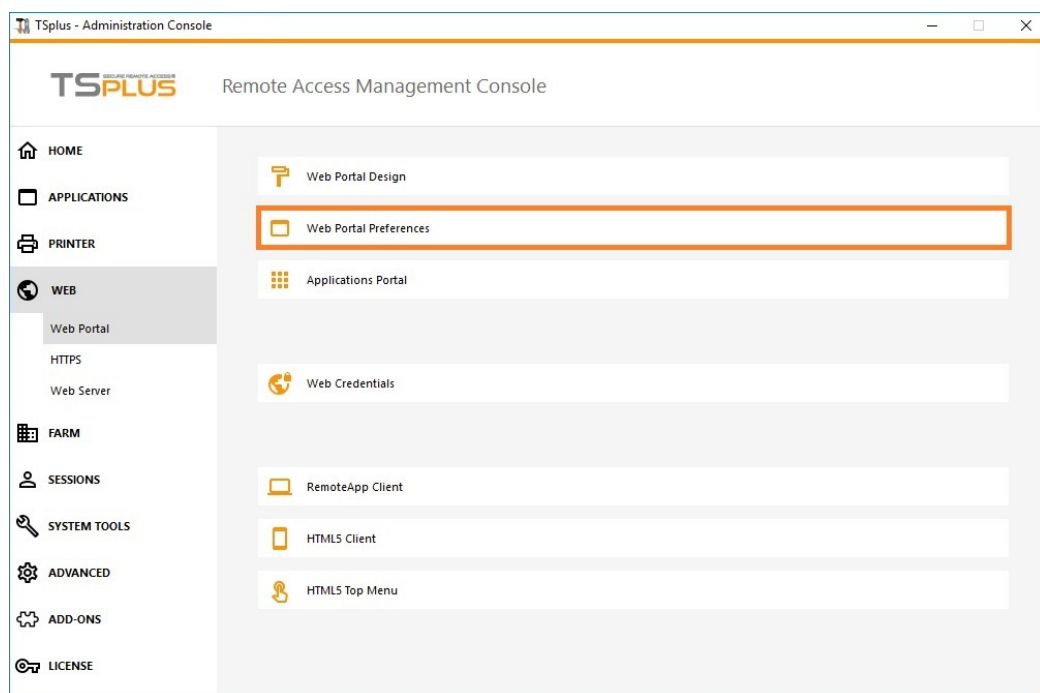 TSplus - Administration Console
TSPLUS SECURE REMOTE ACCESS®
Remote Access Management Console
HOME
APPLICATIONS
PRINTER
WEB
Web Portal
HTTPS
Web Server
FARM
SESSIONS
SYSTEM TOOLS
ADVANCED
ADD-ONS
LICENSE
Web Portal Design
Web Portal Preferences
Applications Portal
Web Credentials
RemoteApp Client
HTML5 Client
HTML5 Top Menu